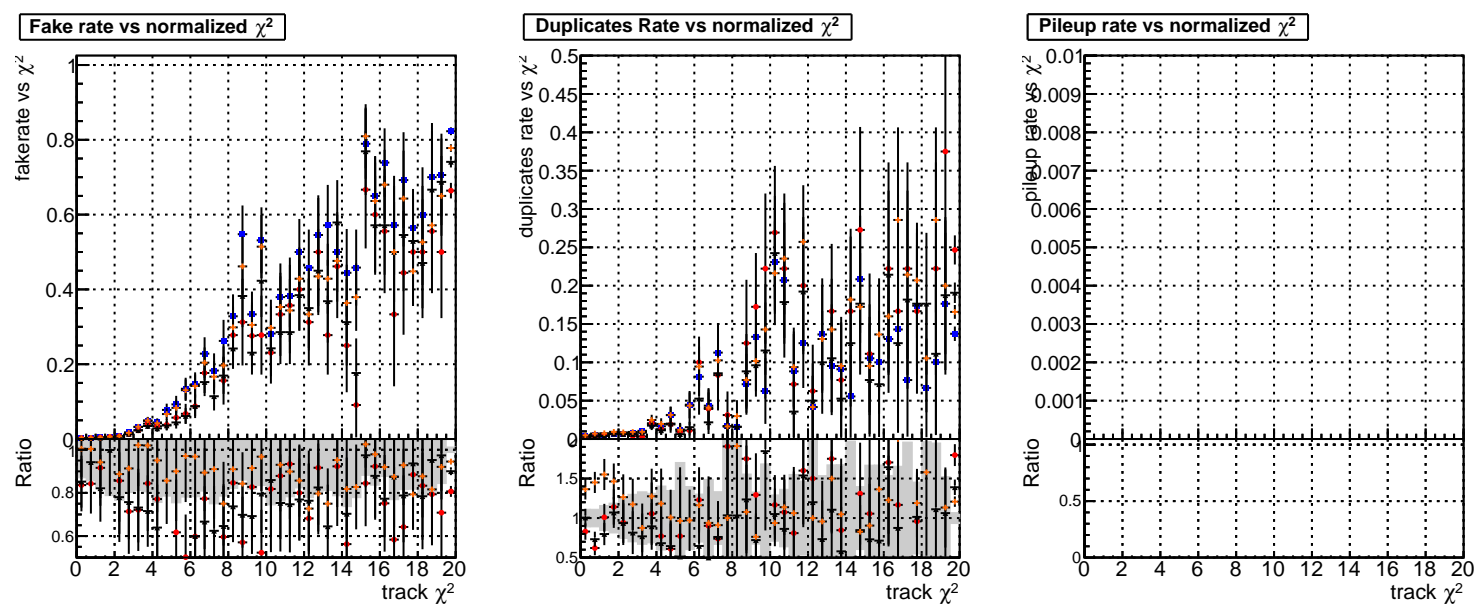 Fake rate vs normalized χ²
fakerate vs χ²
1
0.8
0.6
0.4
0.2
0
Ratio
1
0.8
0.6
0 2 4 6 8 10 12 14 16 18 20
track χ²
Duplicates Rate vs normalized χ²
duplicates rate vs χ²
0.5
0.45
0.4
0.35
0.3
0.25
0.2
0.15
0.1
0.05
0
Ratio
1.5
1
0.5
0 2 4 6 8 10 12 14 16 18 20
track χ²
Pileup rate vs normalized χ²
pileup rate vs χ²
0.01
0.009
0.008
0.007
0.006
0.005
0.004
0.003
0.002
0.001
0
Ratio
1
0.5
0
0 2 4 6 8 10 12 14 16 18 20
track χ²